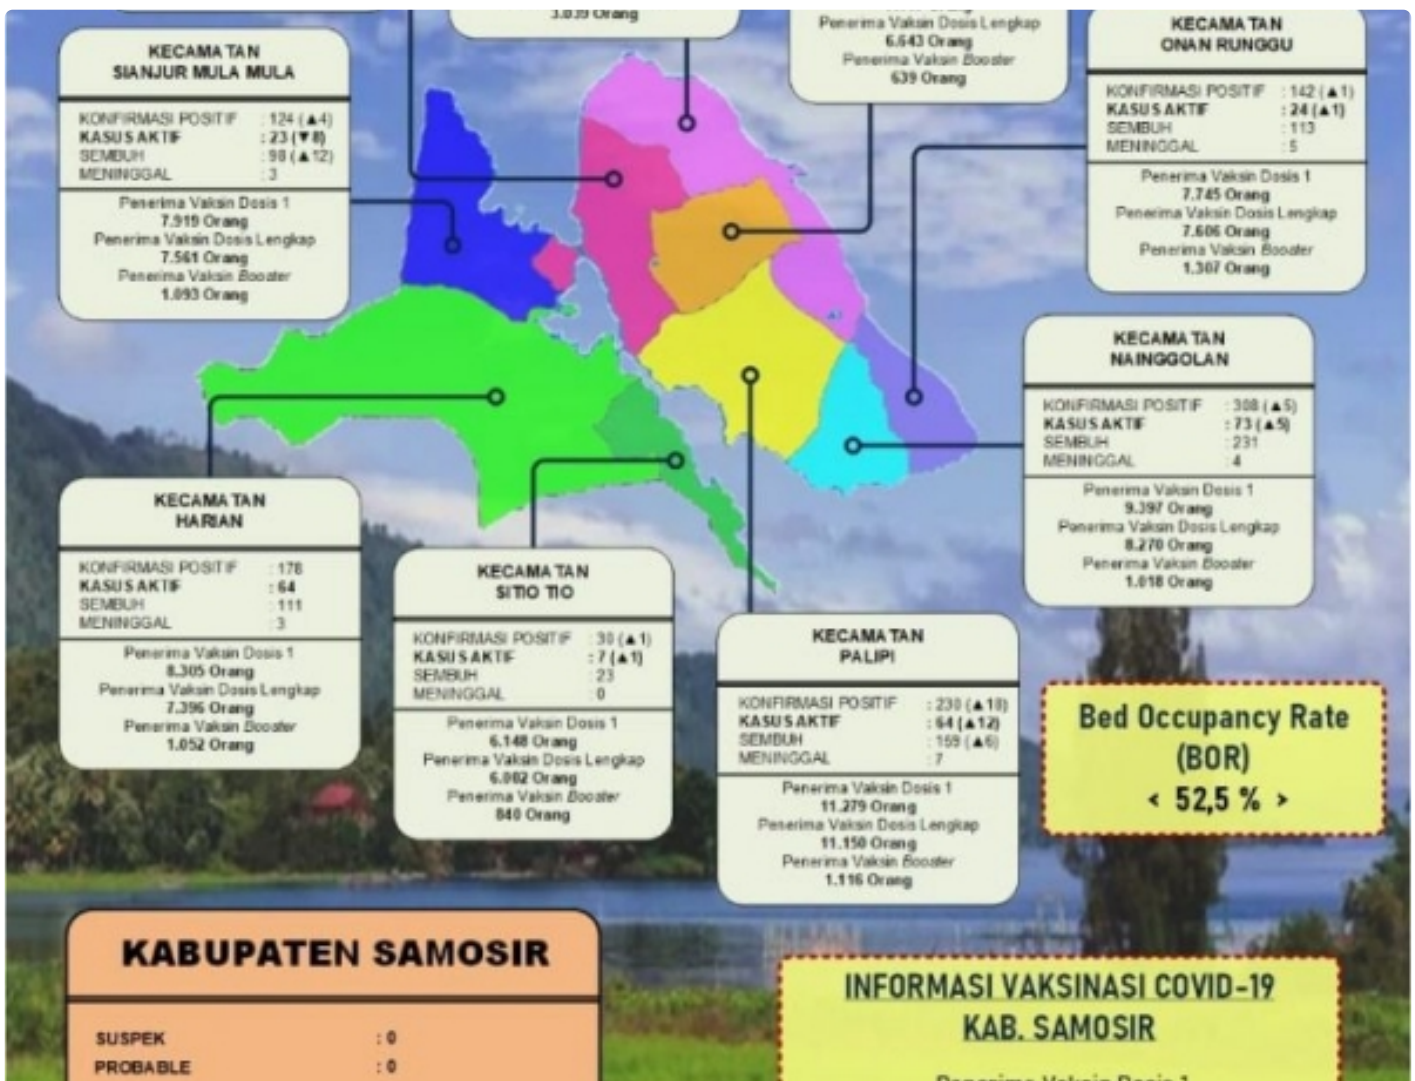 3.039 Orang
Penerima Vaksin Dosis Lengkap
6.643 Orang
Penerima Vaksin Booster
639 Orang
KECAMATAN
ONAN RUNGGU
KONFIRMASI POSITIF : 142 (▲1)
KASUS AKTIF : 24 (▲1)
SEMBUH : 113
MENINGGAL : 5
Penerima Vaksin Dosis 1
7.745 Orang
Penerima Vaksin Dosis Lengkap
7.606 Orang
Penerima Vaksin Booster
1.307 Orang
KECAMATAN
SIANJUR MULA MULA
KONFIRMASI POSITIF : 124 (▲4)
KASUS AKTIF : 23 (▼8)
SEMBUH : 98 (▲12)
MENINGGAL : 3
Penerima Vaksin Dosis 1
7.919 Orang
Penerima Vaksin Dosis Lengkap
7.561 Orang
Penerima Vaksin Booster
1.093 Orang
KECAMATAN
NAINGGOLAN
KONFIRMASI POSITIF : 308 (▲5)
KASUS AKTIF : 73 (▲5)
SEMBUH : 231
MENINGGAL : 4
Penerima Vaksin Dosis 1
9.397 Orang
Penerima Vaksin Dosis Lengkap
8.270 Orang
Penerima Vaksin Booster
1.018 Orang
KECAMATAN
HARIAN
KONFIRMASI POSITIF : 178
KASUS AKTIF : 64
SEMBUH : 111
MENINGGAL : 3
Penerima Vaksin Dosis 1
8.305 Orang
Penerima Vaksin Dosis Lengkap
7.396 Orang
Penerima Vaksin Booster
1.052 Orang
KECAMATAN
SITIO TIO
KONFIRMASI POSITIF : 30 (▲1)
KASUS AKTIF : 7 (▲1)
SEMBUH : 23
MENINGGAL : 0
Penerima Vaksin Dosis 1
6.148 Orang
Penerima Vaksin Dosis Lengkap
6.002 Orang
Penerima Vaksin Booster
840 Orang
KECAMATAN
PALIPI
KONFIRMASI POSITIF : 230 (▲18)
KASUS AKTIF : 64 (▲12)
SEMBUH : 159 (▲6)
MENINGGAL : 7
Penerima Vaksin Dosis 1
11.279 Orang
Penerima Vaksin Dosis Lengkap
11.150 Orang
Penerima Vaksin Booster
1.116 Orang
Bed Occupancy Rate
(BOR)
< 52,5 % >
KABUPATEN SAMOSIR
SUSPEK : 0
PROBABLE : 0
INFORMASI VAKSINASI COVID-19
KAB. SAMOSIR
Penerima Vaksin Dosis 1